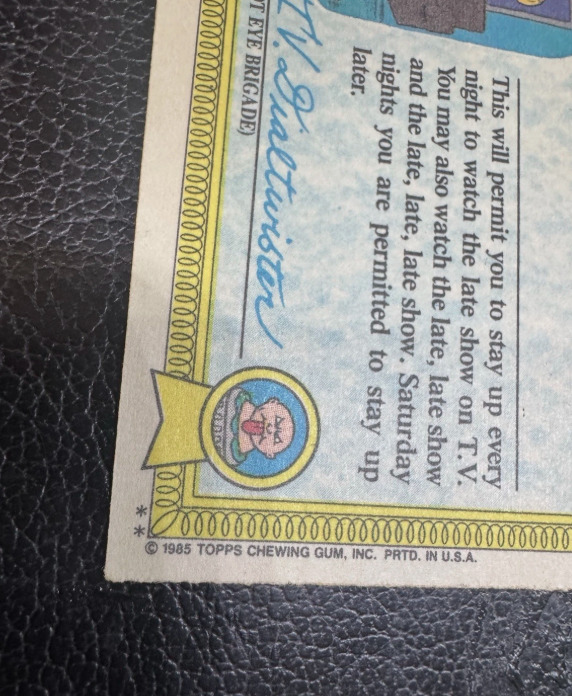 This will permit you to stay up every
night to watch the late show on T.V.
You may also watch the late, late show
and the late, late, late show. Saturday
nights you are permitted to stay up
later.
T.V. Dialtwister
EYE BRIGADE)
* *
© 1985 TOPPS CHEWING GUM, INC. PRTD. IN U.S.A.